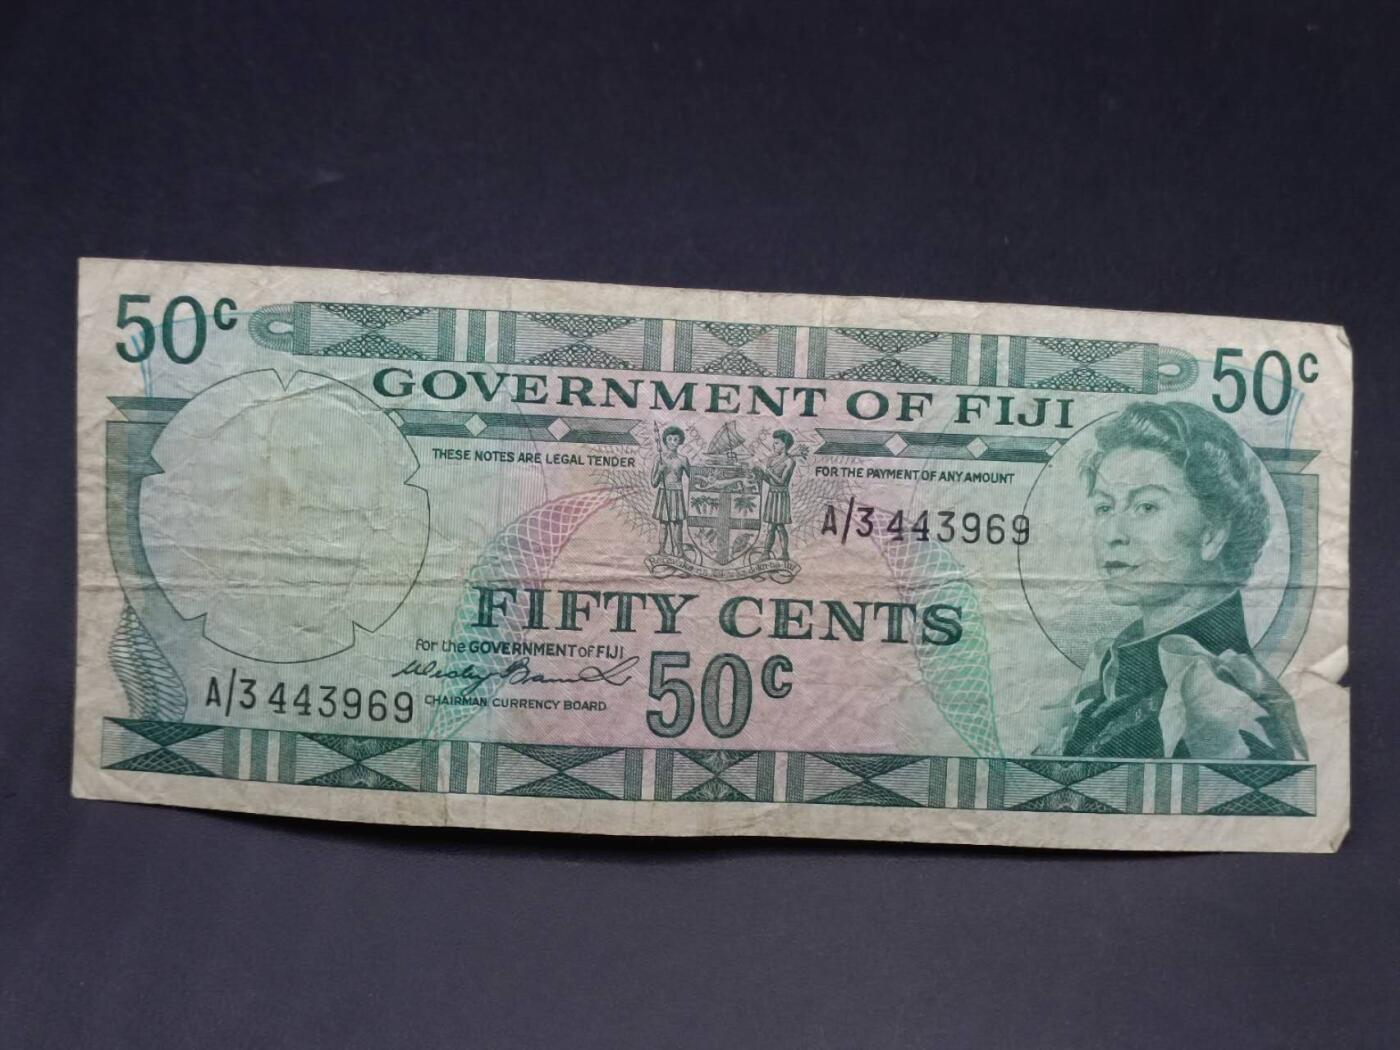 50c
50c
GOVERNMENT OF FIJI
THESE NOTES ARE LEGAL TENDER
FOR THE PAYMENT OF ANY AMOUNT
A/3 443969
FIFTY CENTS
for the GOVERNMENT of FIJI
50c
A/3 443969
CHAIRMAN CURRENCY BOARD